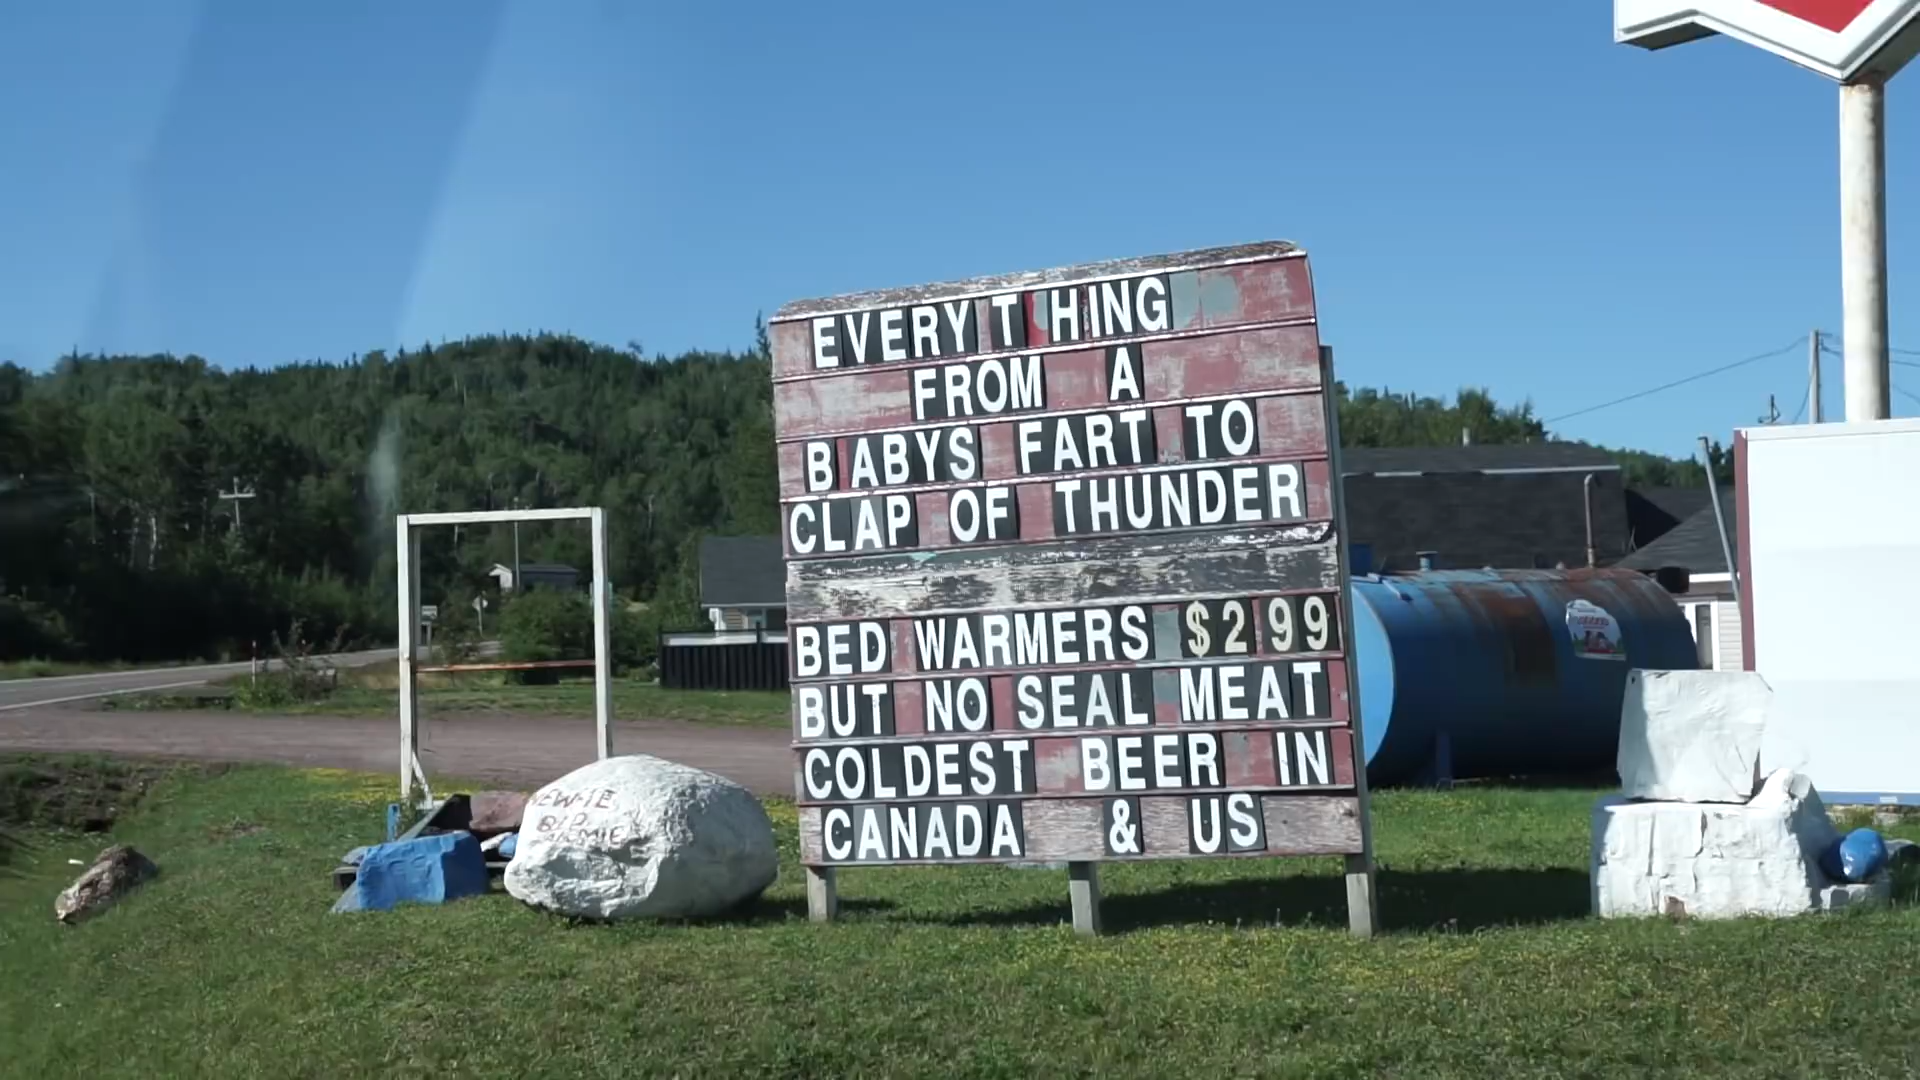 EVERYTHING
FROM A
BABYS FART TO
CLAP OF THUNDER
BED WARMERS $2 99
BUT NO SEAL MEAT
COLDEST BEER IN
CANADA & US